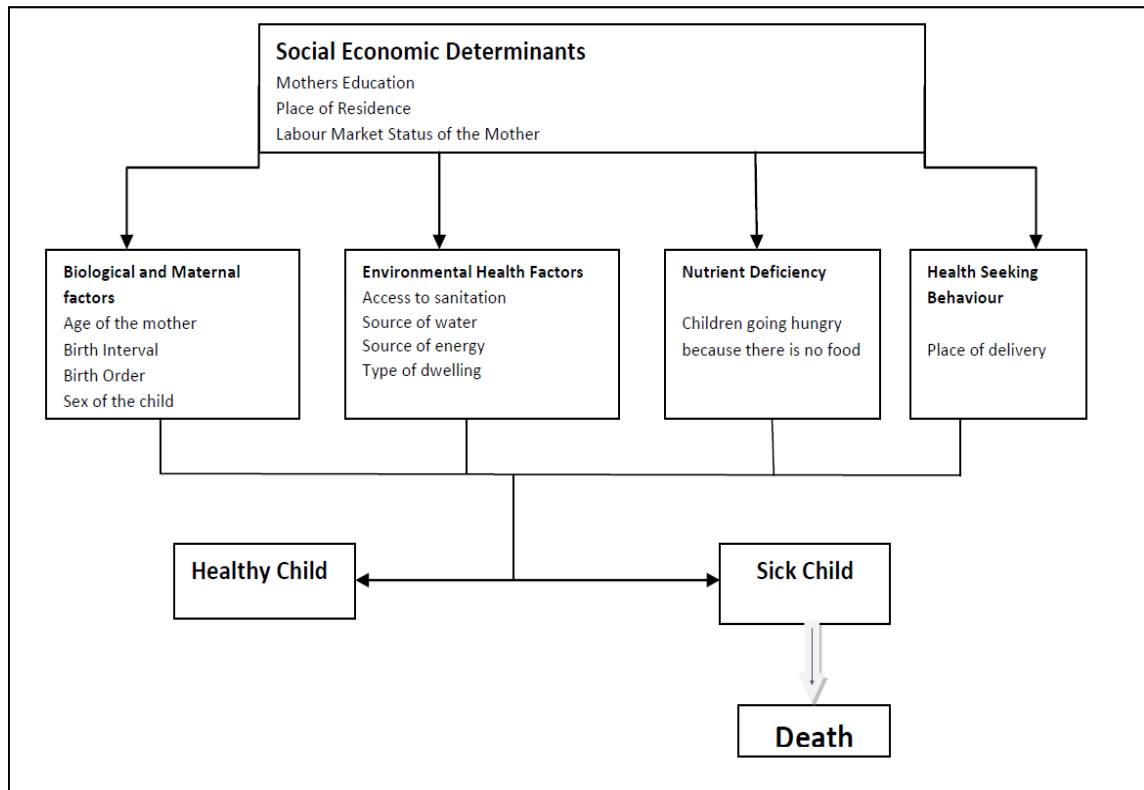 Social Economic Determinants
Mothers Education
Place of Residence
Labour Market Status of the Mother
Biological and Maternal
factors
Age of the mother
Birth Interval
Birth Order
Sex of the child
Environmental Health Factors
Access to sanitation
Source of water
Source of energy
Type of dwelling
Nutrient Deficiency
Children going hungry
because there is no food
Health Seeking
Behaviour
Place of delivery
Healthy Child
Sick Child
Death